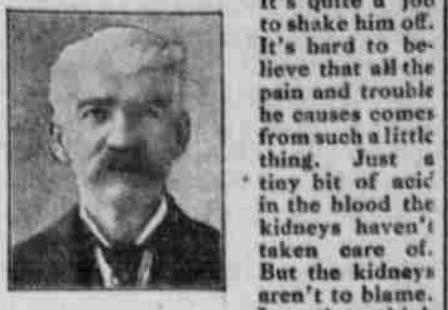 It's quite a job
to shake him off.
It's hard to be-
lieve that all the
pain and trouble
he causes comes
from such a little
thing. Just a
tiny bit of acid
in the blood the
kidneys haven't
taken care of.
But the kidneys
aren't to blame.